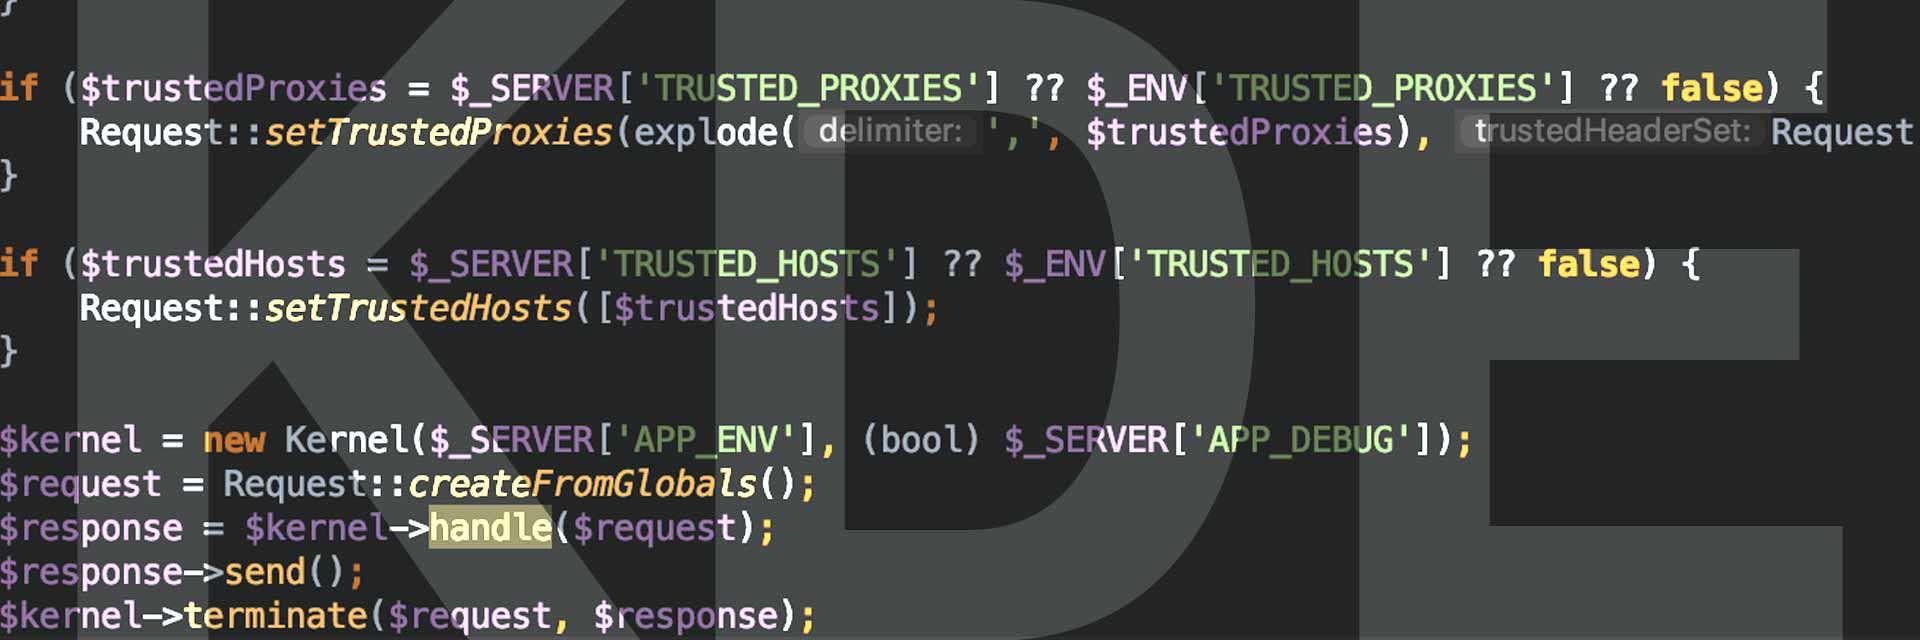 }
if ($trustedProxies = $_SERVER['TRUSTED_PROXIES'] ?? $_ENV['TRUSTED_PROXIES'] ?? false) {
    Request::setTrustedProxies(explode( delimiter: ',', $trustedProxies), trustedHeaderSet: Request
}
if ($trustedHosts = $_SERVER['TRUSTED_HOSTS'] ?? $_ENV['TRUSTED_HOSTS'] ?? false) {
    Request::setTrustedHosts([$trustedHosts]);
}
$kernel = new Kernel($_SERVER['APP_ENV'], (bool) $_SERVER['APP_DEBUG']);
$request = Request::createFromGlobals();
$response = $kernel->handle($request);
$response->send();
$kernel->terminate($request, $response);
KDE